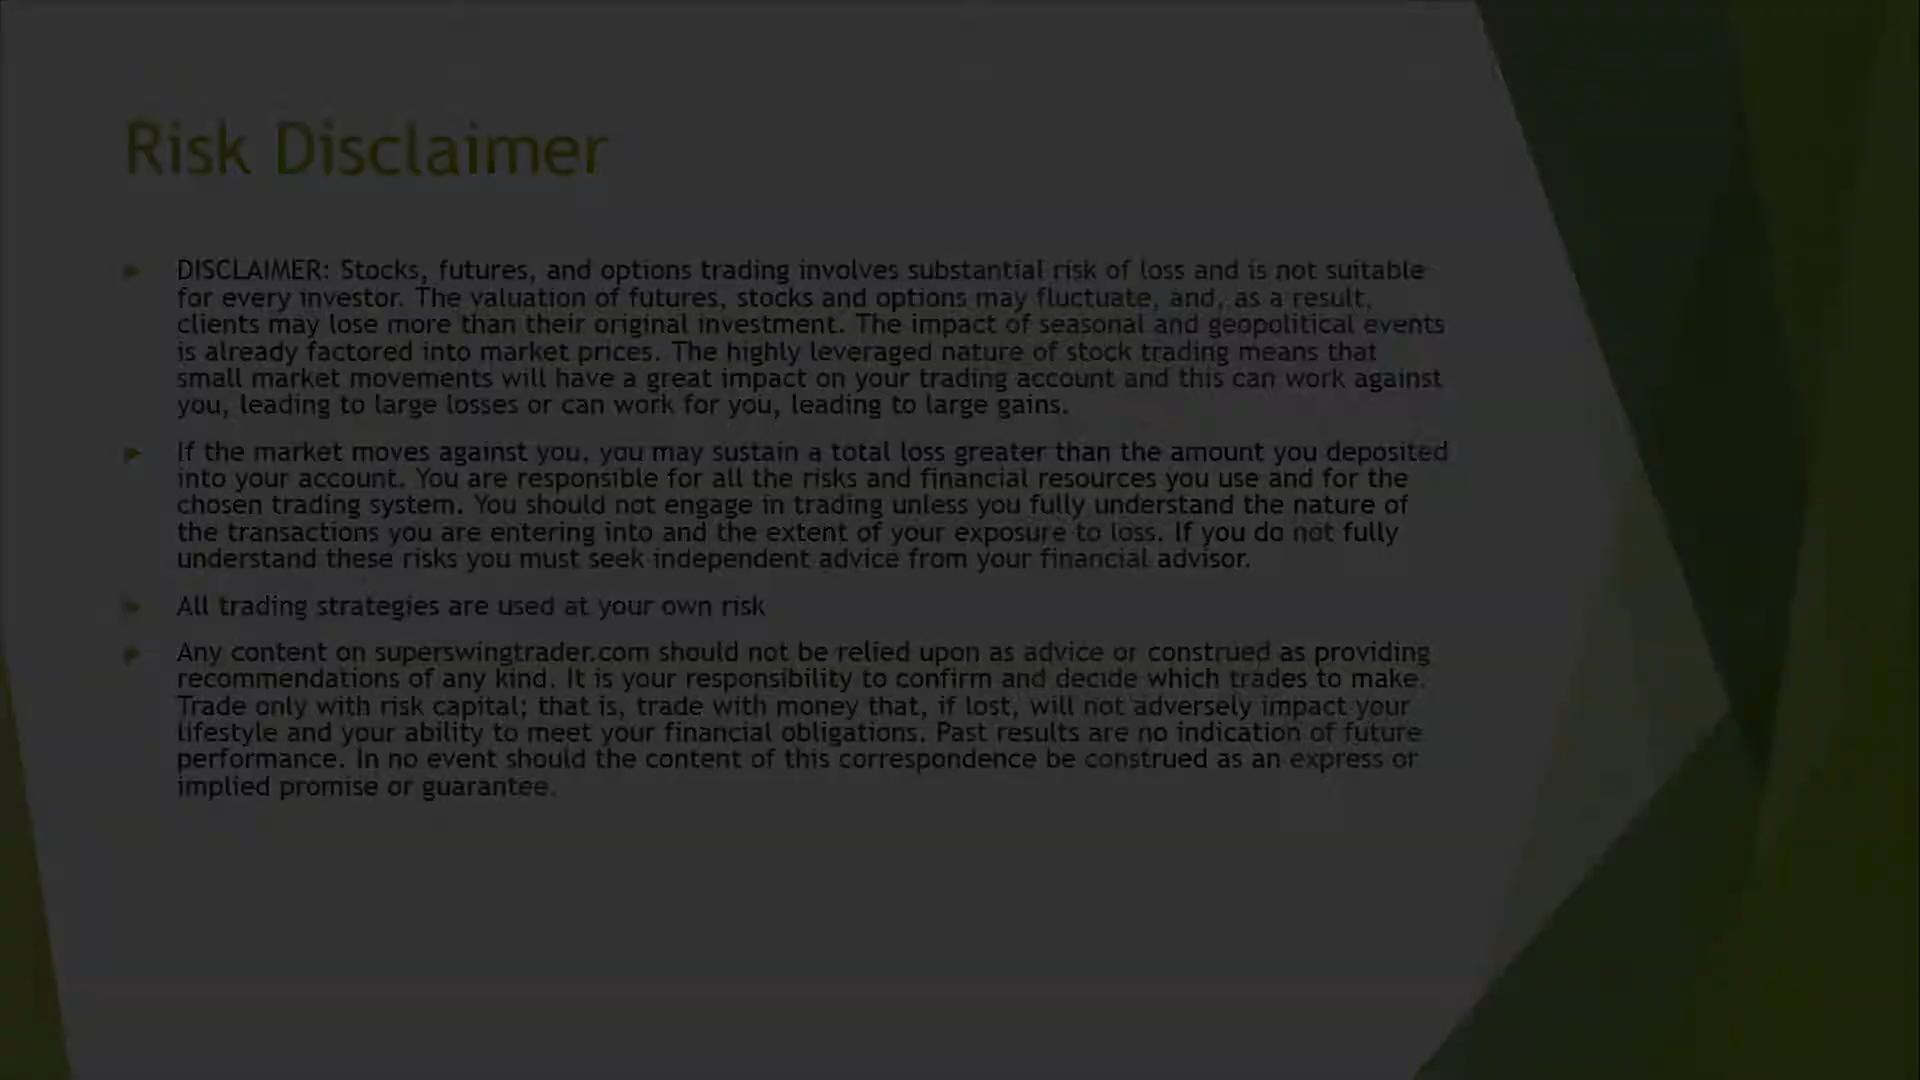 Risk Disclaimer
DISCLAIMER: Stocks, futures, and options trading involves substantial risk of loss and is not suitable
for every investor. The valuation of futures, stocks and options may fluctuate, and, as a result,
clients may lose more than their original investment. The impact of seasonal and geopolitical events
is already factored into market prices. The highly leveraged nature of stock trading means that
small market movements will have a great impact on your trading account and this can work against
you, leading to large losses or can work for you, leading to large gains.
If the market moves against you, you may sustain a total loss greater than the amount you deposited
into your account. You are responsible for all the risks and financial resources you use and for the
chosen trading system. You should not engage in trading unless you fully understand the nature of
the transactions you are entering into and the extent of your exposure to loss. If you do not fully
understand these risks you must seek independent advice from your financial advisor.
All trading strategies are used at your own risk
Any content on superswingtrader.com should not be relied upon as advice or construed as providing
recommendations of any kind. It is your responsibility to confirm and decide which trades to make.
Trade only with risk capital; that is, trade with money that, if lost, will not adversely impact your
lifestyle and your ability to meet your financial obligations. Past results are no indication of future
performance. In no event should the content of this correspondence be construed as an express or
implied promise or guarantee.